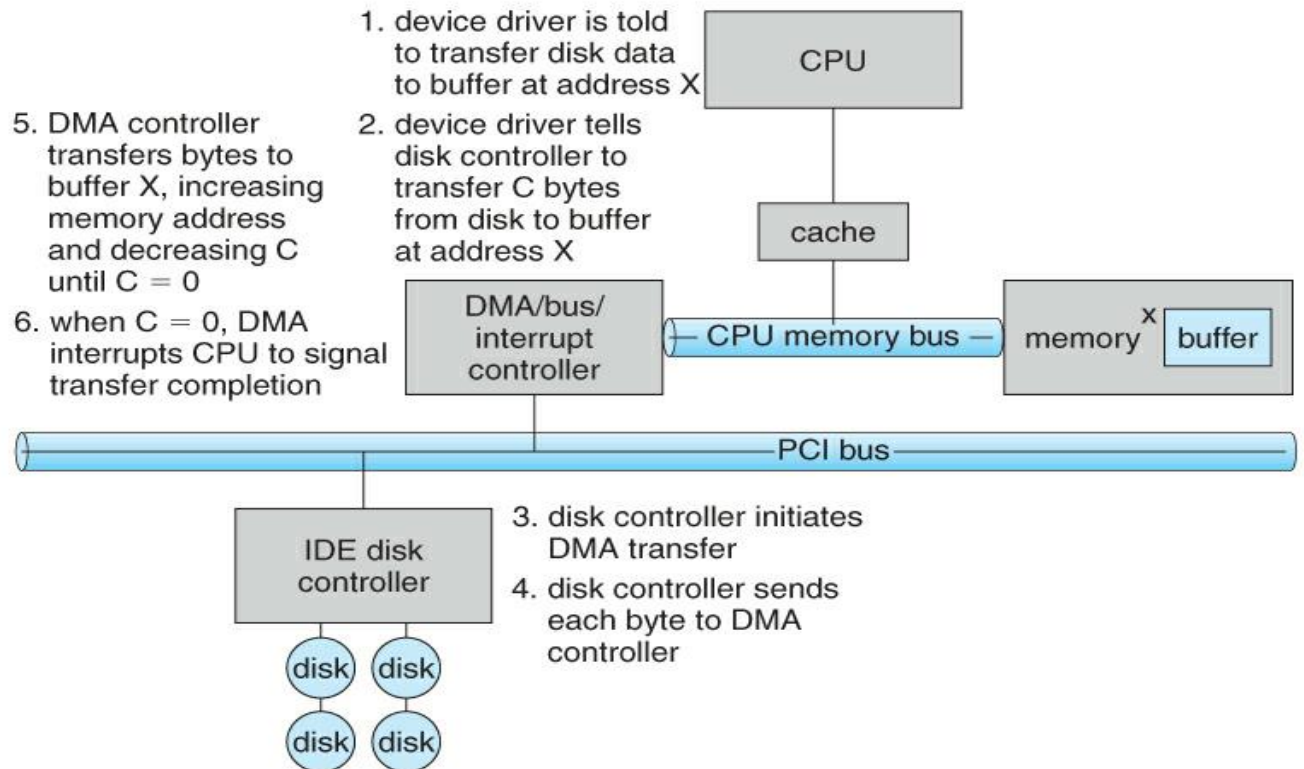 1. device driver is told
to transfer disk data
to buffer at address X
CPU
5. DMA controller
transfers bytes to
buffer X, increasing
memory address
and decreasing C
until C = 0
2. device driver tells
disk controller to
transfer C bytes
from disk to buffer
at address X
cache
6. when C = 0, DMA
interrupts CPU to signal
transfer completion
DMA/bus/
interrupt
controller
CPU memory bus
memory
x
buffer
PCI bus
IDE disk
controller
3. disk controller initiates
DMA transfer
4. disk controller sends
each byte to DMA
controller
disk
disk
disk
disk